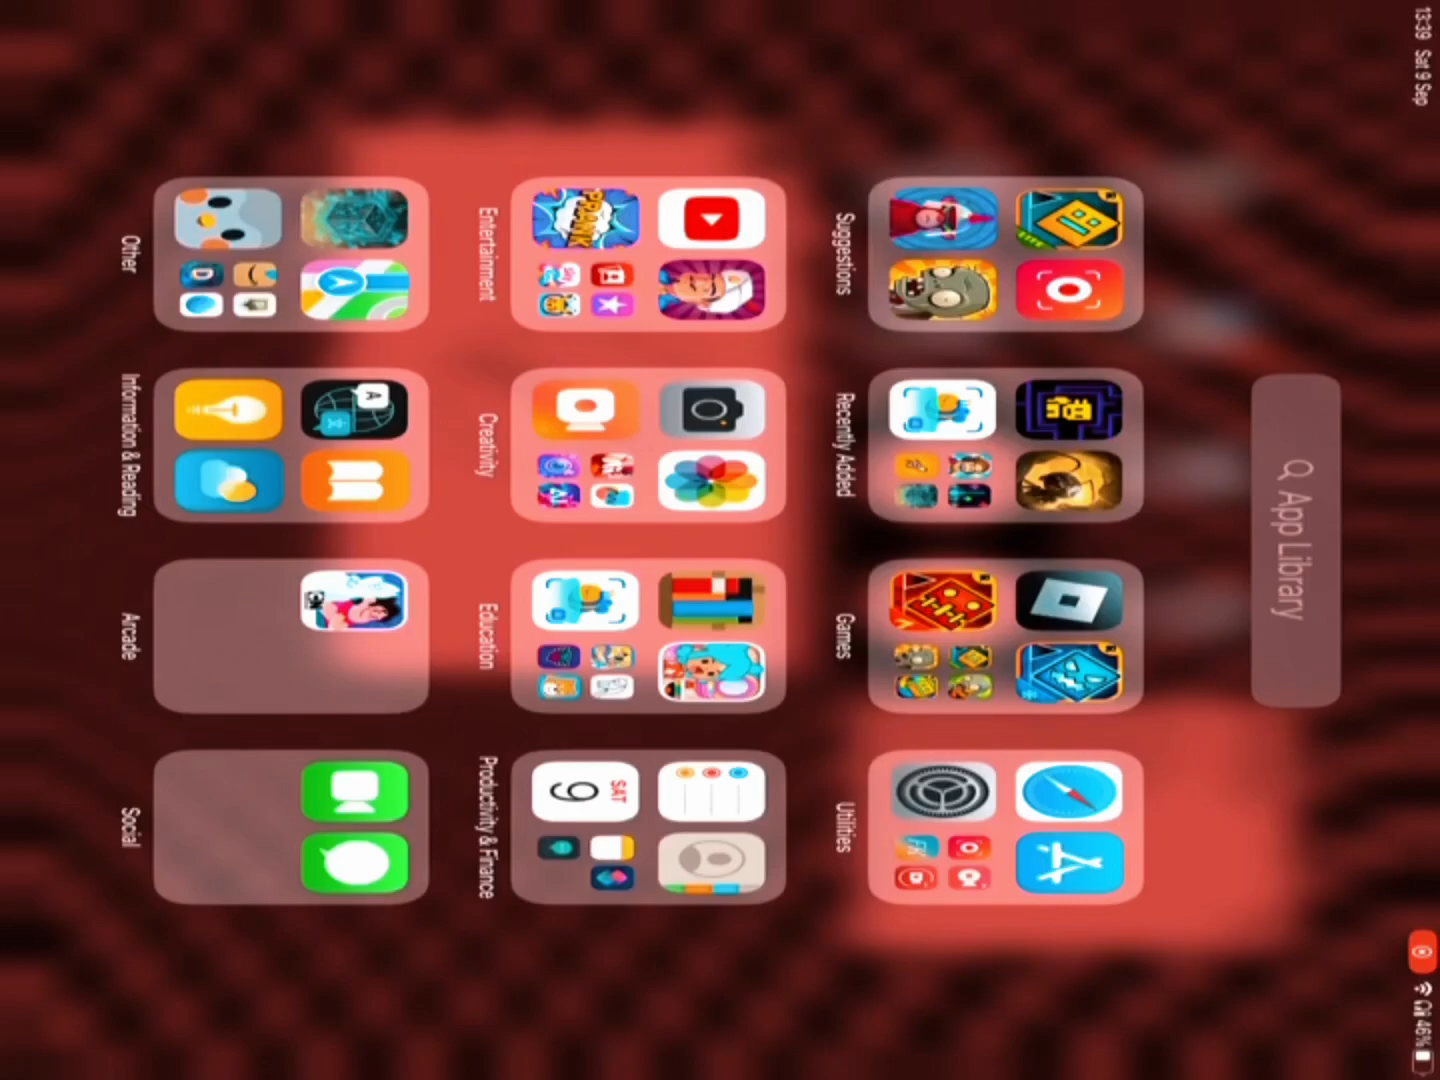 13:39 Sat 9 Sep
46%
App Library
Suggestions
Recently Added
Games
Utilities
PRANK
SAT
9
Entertainment
Creativity
Education
Productivity & Finance
A
Other
Information & Reading
Arcade
Social